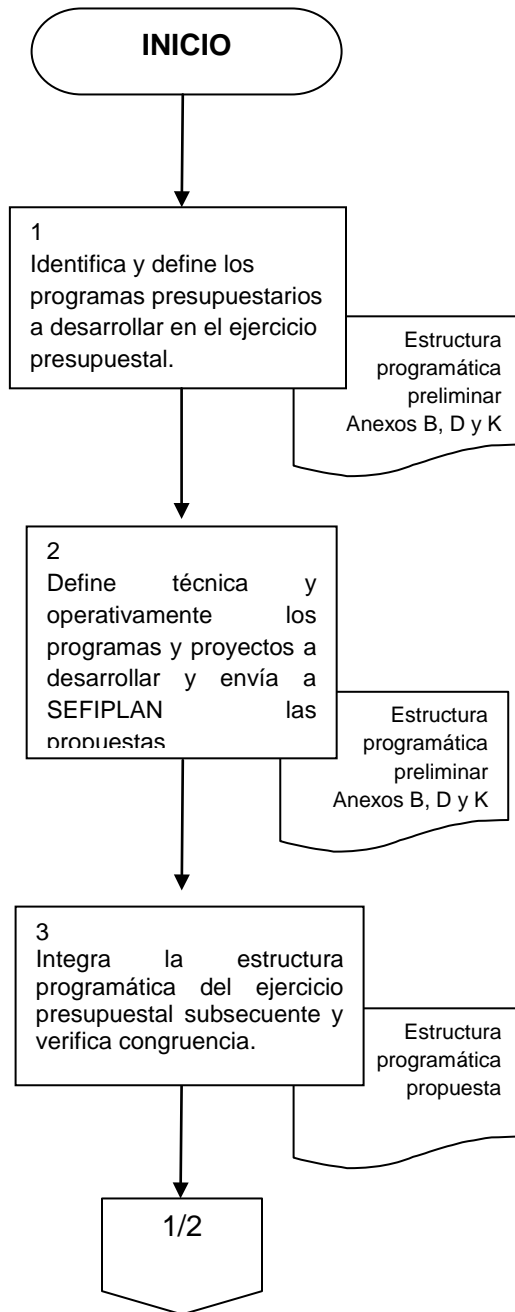 INICIO
1
Identifica y define los
programas presupuestarios
a desarrollar en el ejercicio
presupuestal.
Estructura
programática
preliminar
Anexos B, D y K
2
Define técnica y
operativamente los
programas y proyectos a
desarrollar y envía a
SEFIPLAN las
propuestas
Estructura
programática
preliminar
Anexos B, D y K
3
Integra la estructura
programática del ejercicio
presupuestal subsecuente y
verifica congruencia.
Estructura
programática
propuesta
1/2